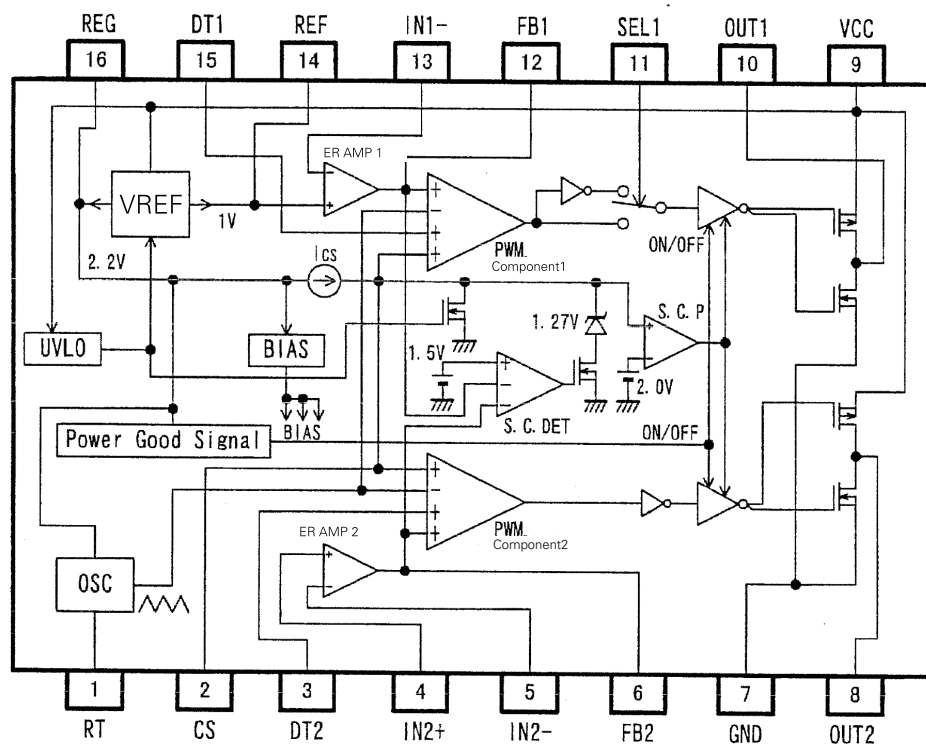 REG DT1 REF IN1- FB1 SEL1 OUT1 VCC
16 15 14 13 12 11 10 9
ER AMP 1
VREF
1V
2. 2V
Ics
PWM
Component1
ON/OFF
S. C. P
1. 27V
UVLO
BIAS
1. 5V
2. 0V
BIAS
S. C. DET
ON/OFF
Power Good Signal
PWM
Component2
ER AMP 2
OSC
1 2 3 4 5 6 7 8
RT CS DT2 IN2+ IN2- FB2 GND OUT2